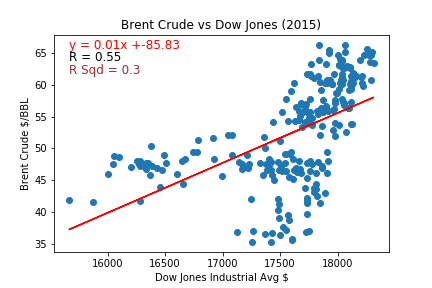 Brent Crude vs Dow Jones (2015)
y = 0.01x +-85.83
R = 0.55
R Sqd = 0.3
65
60
55
50
45
40
35
Brent Crude $/BBL
16000 16500 17000 17500 18000
Dow Jones Industrial Avg $